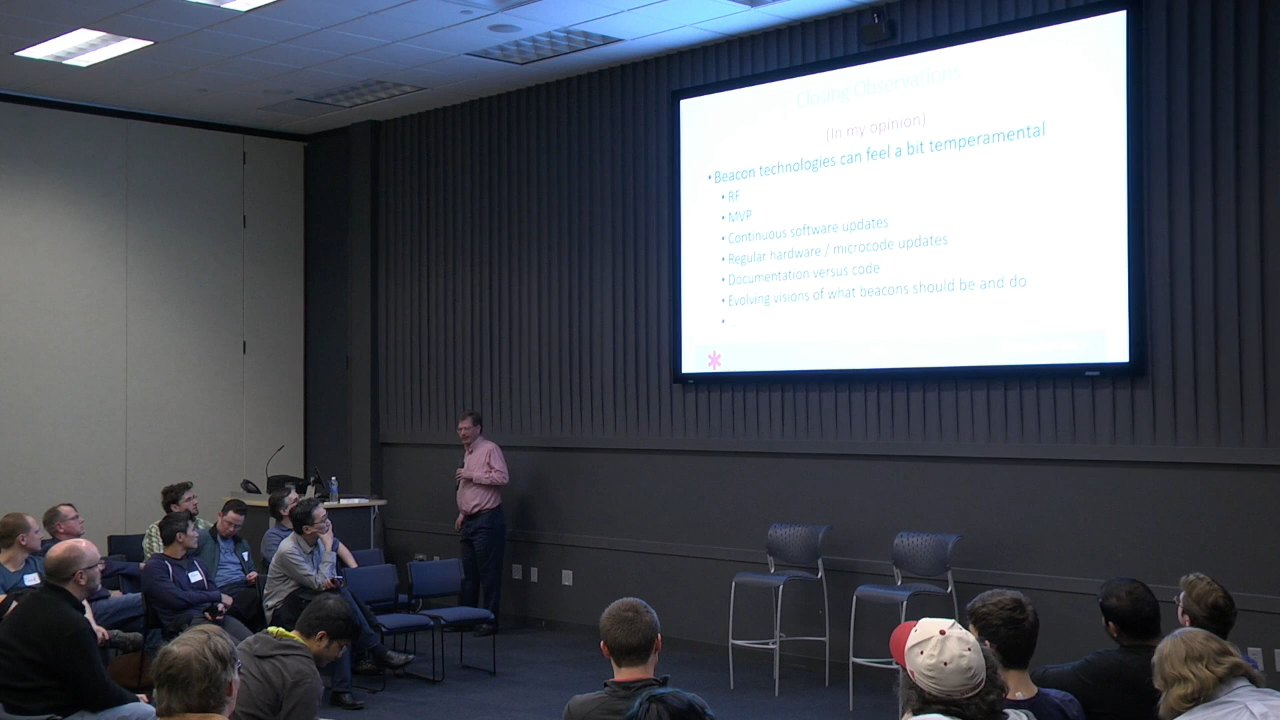 Closing Observations
(In my opinion)
• Beacon technologies can feel a bit temperamental
• RF
• MVP
• Continuous software updates
• Regular hardware / microcode updates
• Documentation versus code
• Evolving visions of what beacons should be and do
•